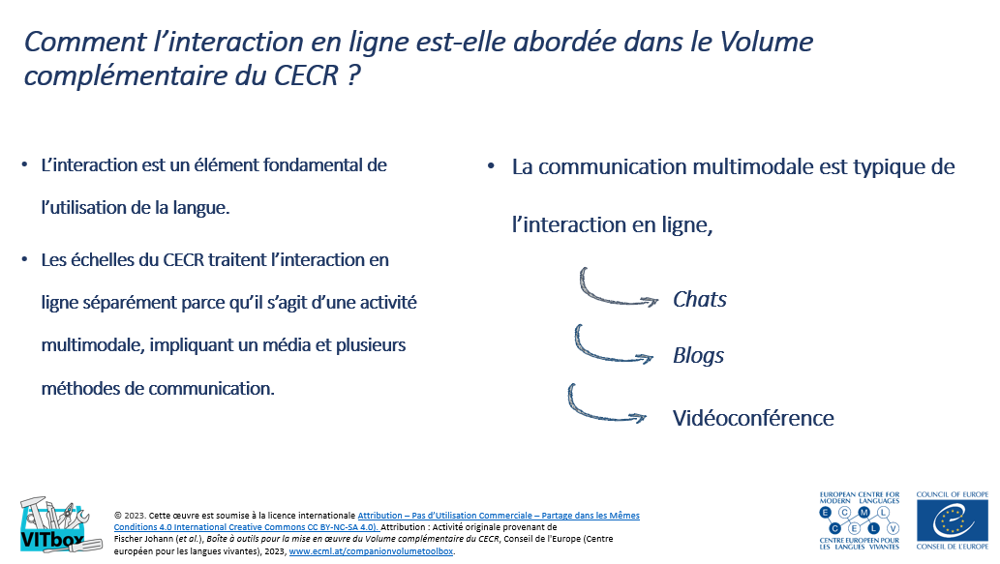 Comment l’interaction en ligne est-elle abordée dans le Volume
complémentaire du CECR ?
• L’interaction est un élément fondamental de
l’utilisation de la langue.
• Les échelles du CECR traitent l’interaction en
ligne séparément parce qu’il s’agit d’une activité
multimodale, impliquant un média et plusieurs
méthodes de communication.
• La communication multimodale est typique de
l’interaction en ligne,
Chats
Blogs
Vidéoconférence
VITbox
© 2023. Cette œuvre est soumise à la licence internationale Attribution – Pas d’Utilisation Commerciale – Partage dans les Mêmes
Conditions 4.0 International Creative Commons CC BY-NC-SA 4.0). Attribution : Activité originale provenant de
Fischer Johann (et al.), Boîte à outils pour la mise en œuvre du Volume complémentaire du CECR, Conseil de l'Europe (Centre
européen pour les langues vivantes), 2023, www.ecml.at/companionvolumetoolbox.
EUROPEAN CENTRE FOR
MODERN LANGUAGES
E C M L
C E L V
CENTRE EUROPEEN POUR
LES LANGUES VIVANTES
COUNCIL OF EUROPE
CONSEIL DE L'EUROPE